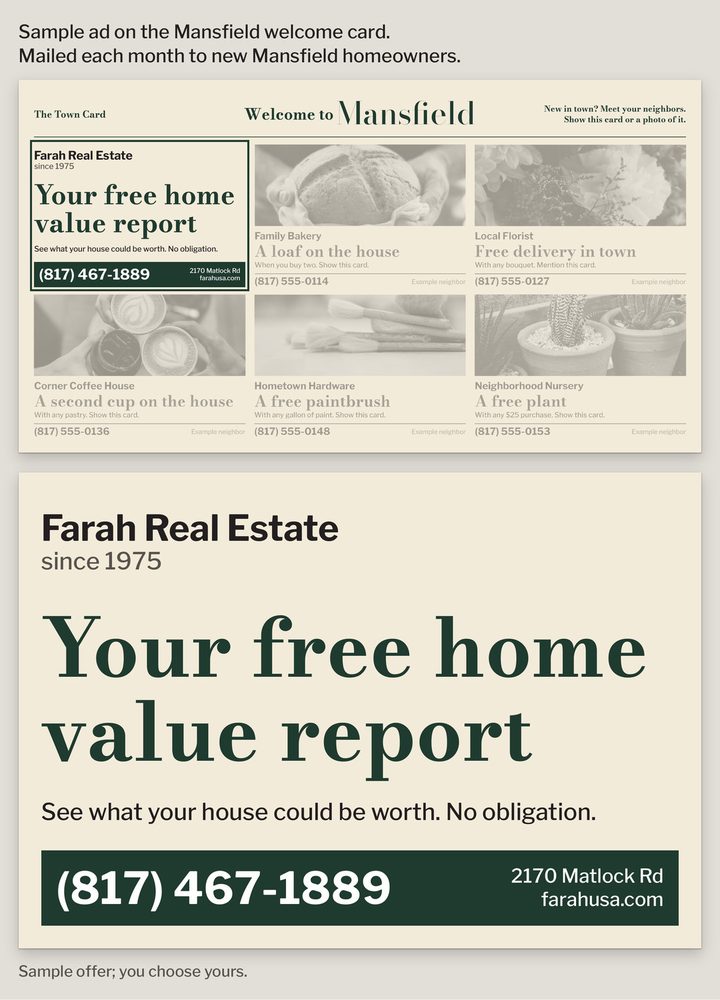 Sample ad on the Mansfield welcome card.
Mailed each month to new Mansfield homeowners.
The Town Card
Welcome to Mansfield
New in town? Meet your neighbors.
Show this card or a photo of it.
Farah Real Estate
since 1975
Your free home
value report
See what your house could be worth. No obligation.
(817) 467-1889
2170 Matlock Rd
farahusa.com
Family Bakery
A loaf on the house
When you buy two. Show this card.
(817) 555-0114
Example neighbor
Local Florist
Free delivery in town
With any bouquet. Mention this card.
(817) 555-0127
Example neighbor
Corner Coffee House
A second cup on the house
With any pastry. Show this card.
(817) 555-0136
Example neighbor
Hometown Hardware
A free paintbrush
With any gallon of paint. Show this card.
(817) 555-0148
Example neighbor
Neighborhood Nursery
A free plant
With any $25 purchase. Show this card.
(817) 555-0153
Example neighbor
Farah Real Estate
since 1975
Your free home
value report
See what your house could be worth. No obligation.
(817) 467-1889
2170 Matlock Rd
farahusa.com
Sample offer; you choose yours.